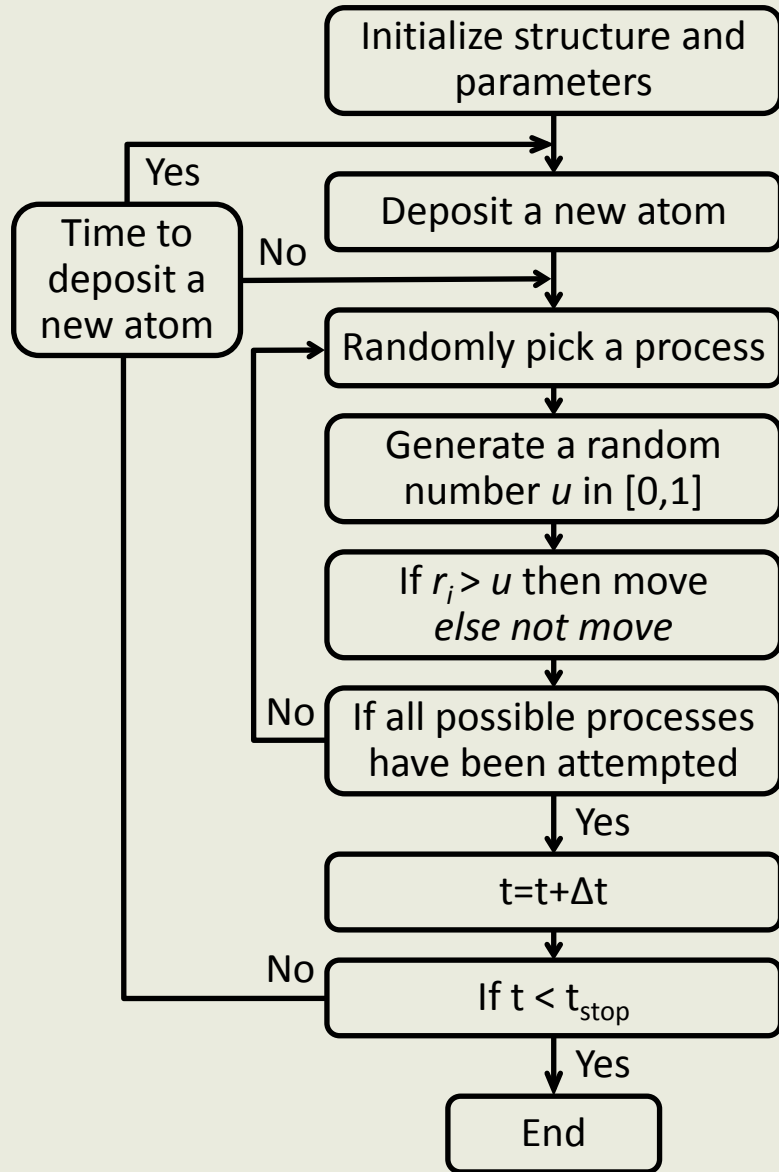 Initialize structure and
parameters
Yes
Deposit a new atom
Time to
deposit a
new atom
No
Randomly pick a process
Generate a random
number u in [0,1]
If rᵢ > u then move
else not move
No
If all possible processes
have been attempted
Yes
t=t+Δt
No
If t < tstop
Yes
End